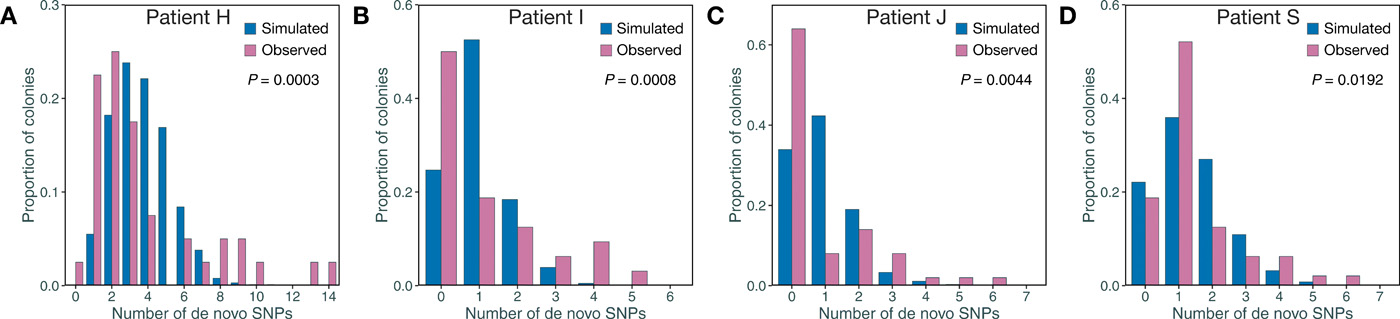 A
Patient H
Simulated
Observed
P = 0.0003
Proportion of colonies
0.3
0.2
0.1
0.0
0 2 4 6 8 10 12 14
Number of de novo SNPs
B
Patient I
Simulated
Observed
P = 0.0008
Proportion of colonies
0.6
0.4
0.2
0.0
0 1 2 3 4 5 6
Number of de novo SNPs
C
Patient J
Simulated
Observed
P = 0.0044
Proportion of colonies
0.6
0.4
0.2
0.0
0 1 2 3 4 5 6 7
Number of de novo SNPs
D
Patient S
Simulated
Observed
P = 0.0192
Proportion of colonies
0.6
0.4
0.2
0.0
0 1 2 3 4 5 6 7
Number of de novo SNPs